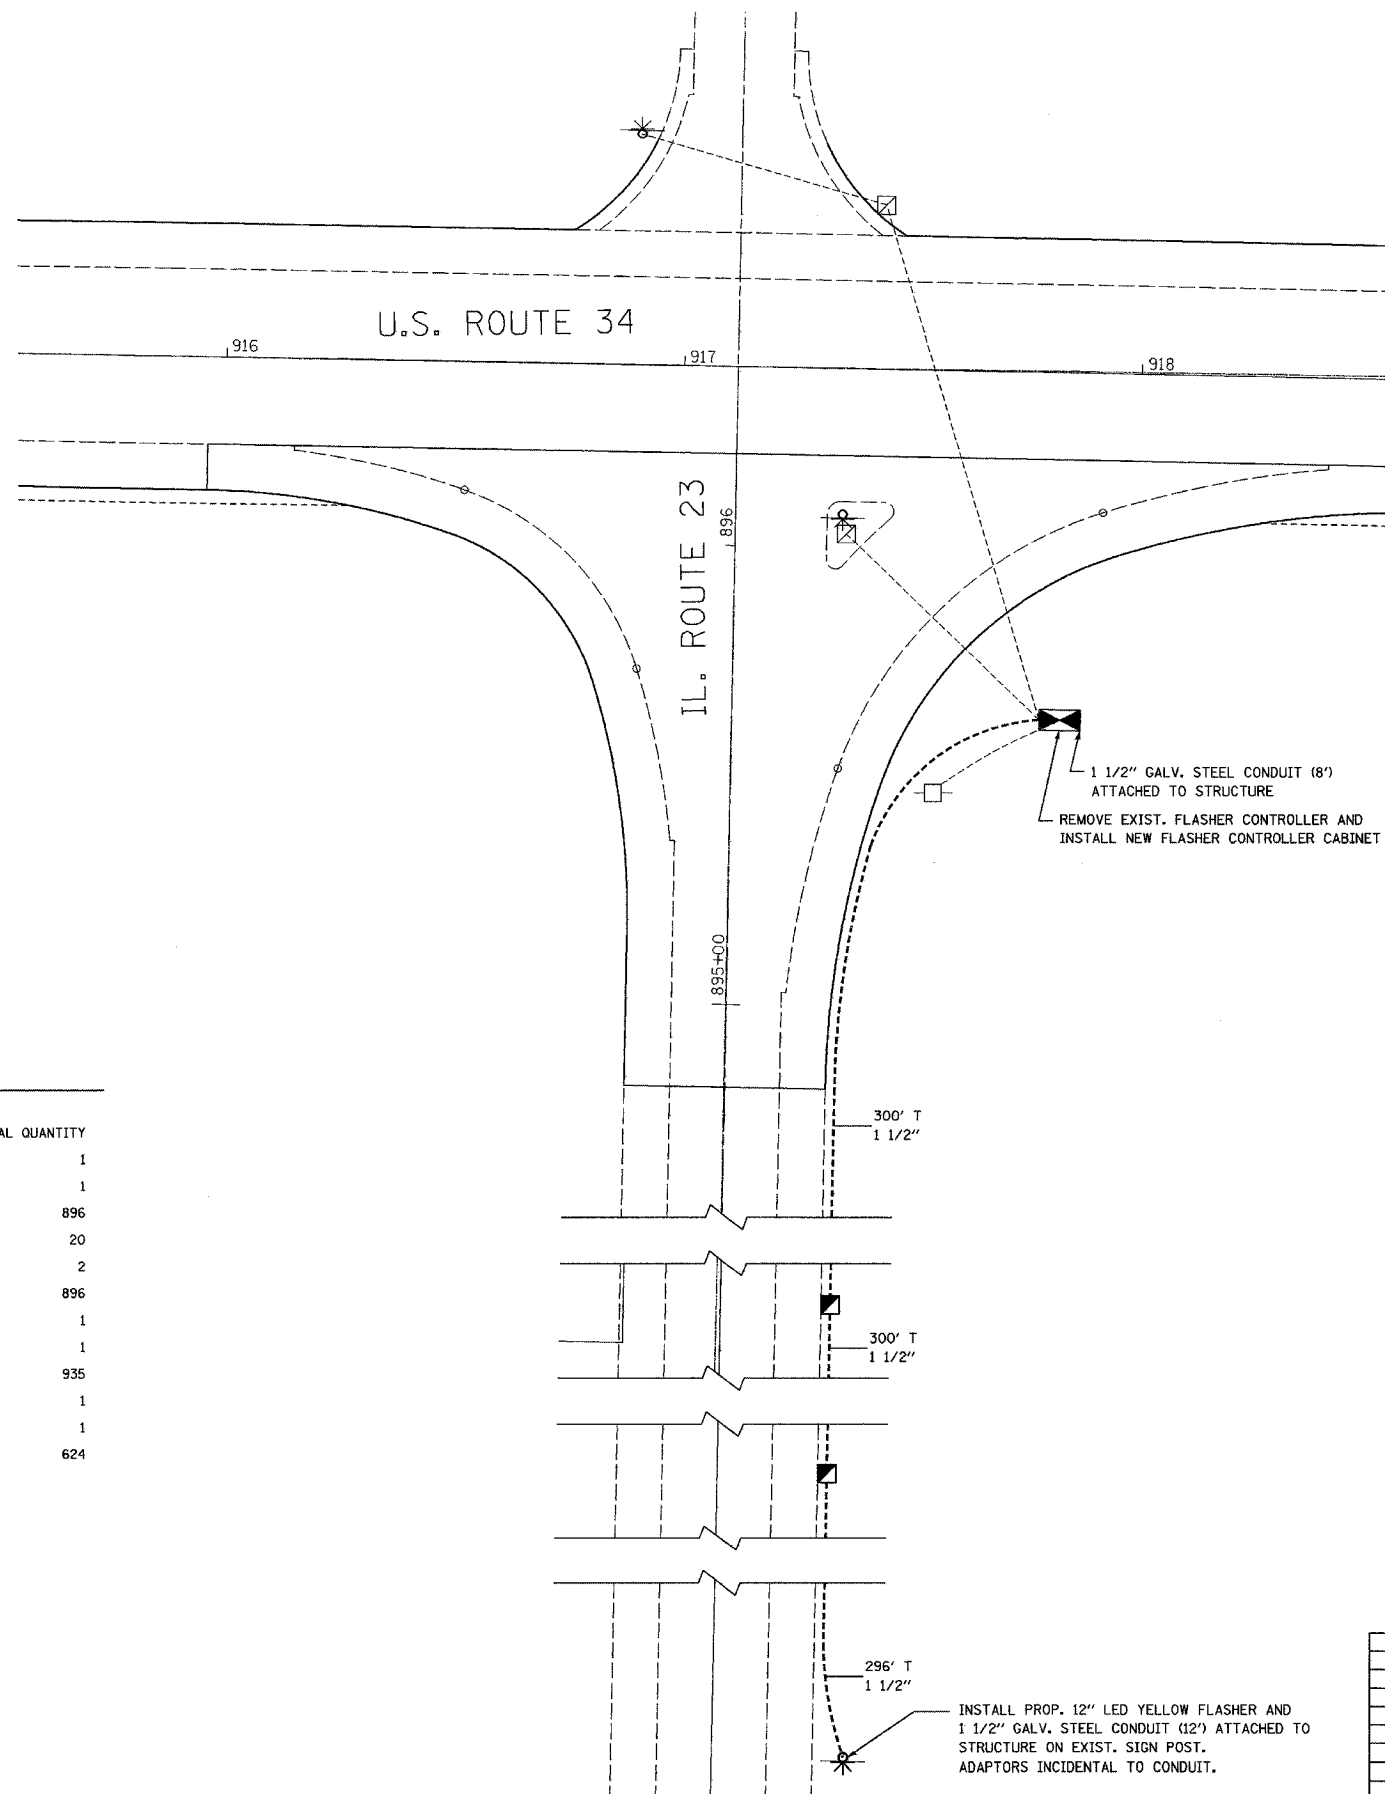 U.S. ROUTE 34
916
917
918
IL. ROUTE 23
896
895+00
1 1/2" GALV. STEEL CONDUIT (8')
ATTACHED TO STRUCTURE
REMOVE EXIST. FLASHER CONTROLLER AND
INSTALL NEW FLASHER CONTROLLER CABINET
AL QUANTITY
1
1
896
20
2
896
1
1
935
1
1
624
300' T
1 1/2"
300' T
1 1/2"
296' T
1 1/2"
INSTALL PROP. 12" LED YELLOW FLASHER AND
1 1/2" GALV. STEEL CONDUIT (12') ATTACHED TO
STRUCTURE ON EXIST. SIGN POST.
ADAPTORS INCIDENTAL TO CONDUIT.